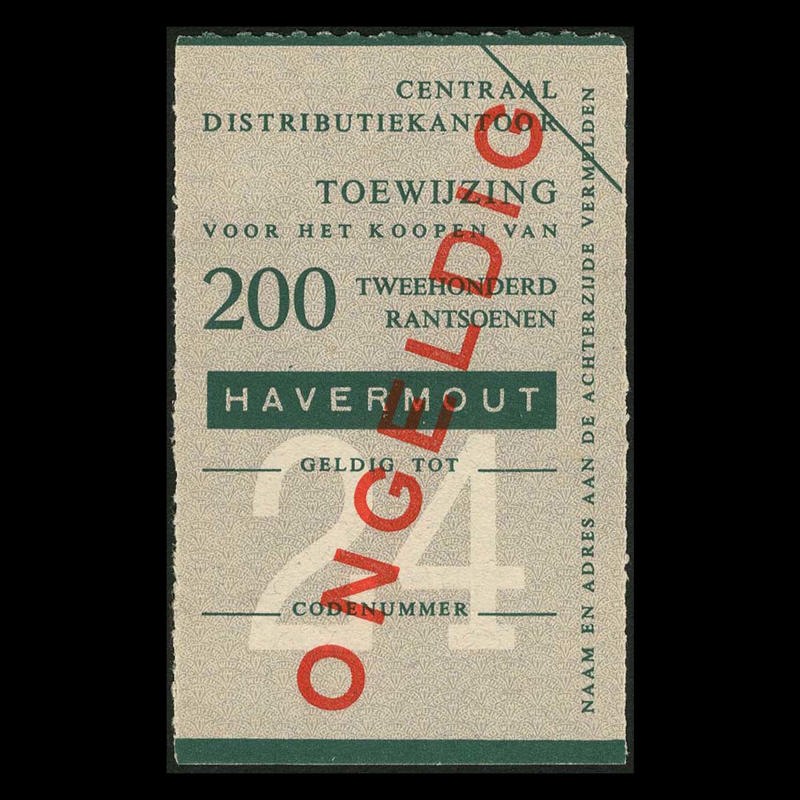 CENTRAAL
DISTRIBUTIEKANTOOR
TOEWIJZING
VOOR HET KOOPEN VAN
200
TWEEHONDERD
RANTSOENEN
HAVERMOUT
24
GELDIG TOT
CODENUMMER
NAAM EN ADRES AAN DE ACHTERZIJDE VERMELDEN
ONGELDIG